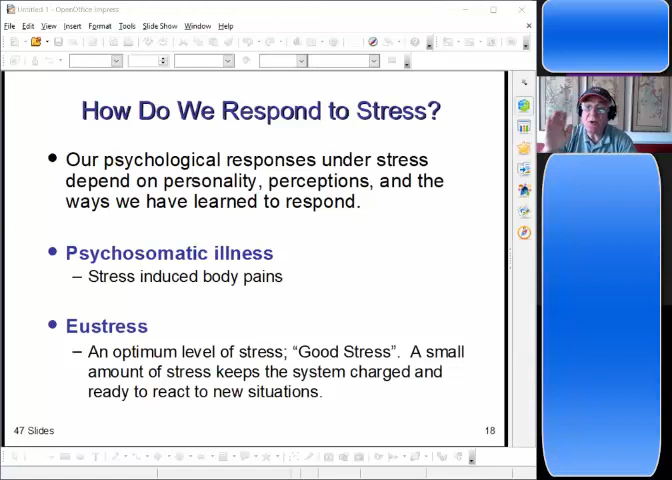 Untitled 1 - OpenOffice Impress
File Edit View Insert Format Tools Slide Show Window Help
How Do We Respond to Stress?
• Our psychological responses under stress
depend on personality, perceptions, and the
ways we have learned to respond.
• Psychosomatic illness
– Stress induced body pains
• Eustress
– An optimum level of stress; “Good Stress”. A small
amount of stress keeps the system charged and
ready to react to new situations.
47 Slides 18